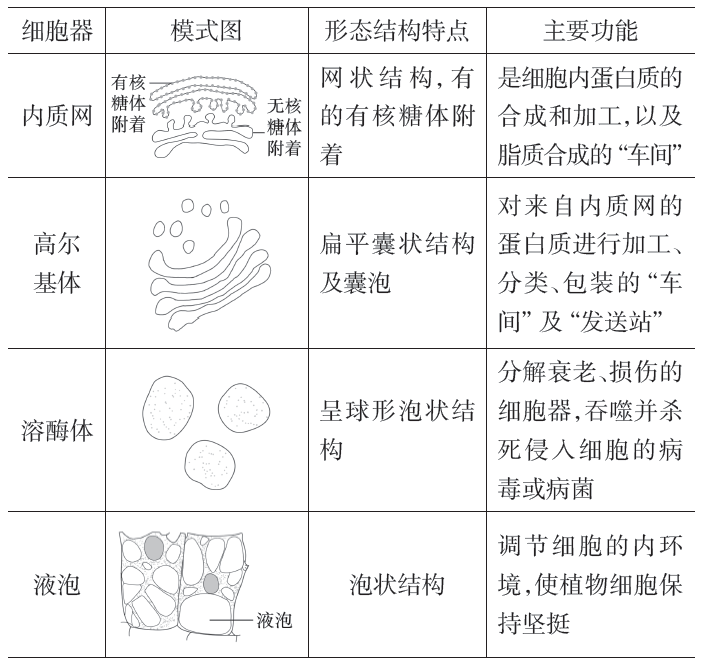 细胞器 模式图 形态结构特点 主要功能
内质网
有核
糖体
附着
无核
糖体
附着
网状结构,有
的有核糖体附
着
是细胞内蛋白质的
合成和加工,以及
脂质合成的“车间”
高尔
基体
扁平囊状结构
及囊泡
对来自内质网的
蛋白质进行加工、
分类、包装的“车
间”及“发送站”
溶酶体
呈球形泡状结
构
分解衰老、损伤的
细胞器,吞噬并杀
死侵入细胞的病
毒或病菌
液泡
液泡
泡状结构
调节细胞的内环
境,使植物细胞保
持坚挺